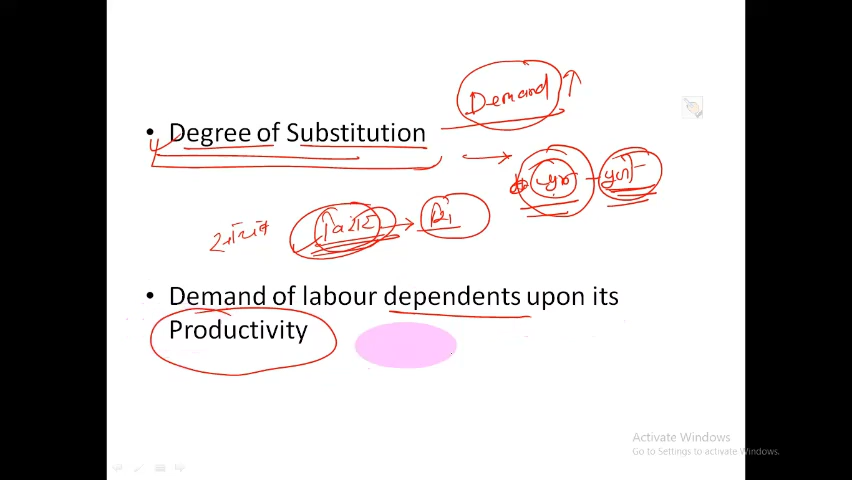 Demand ↑
• Degree of Substitution
• Demand of labour dependents upon its
Productivity
Activate Windows
Go to Settings to activate Windows.